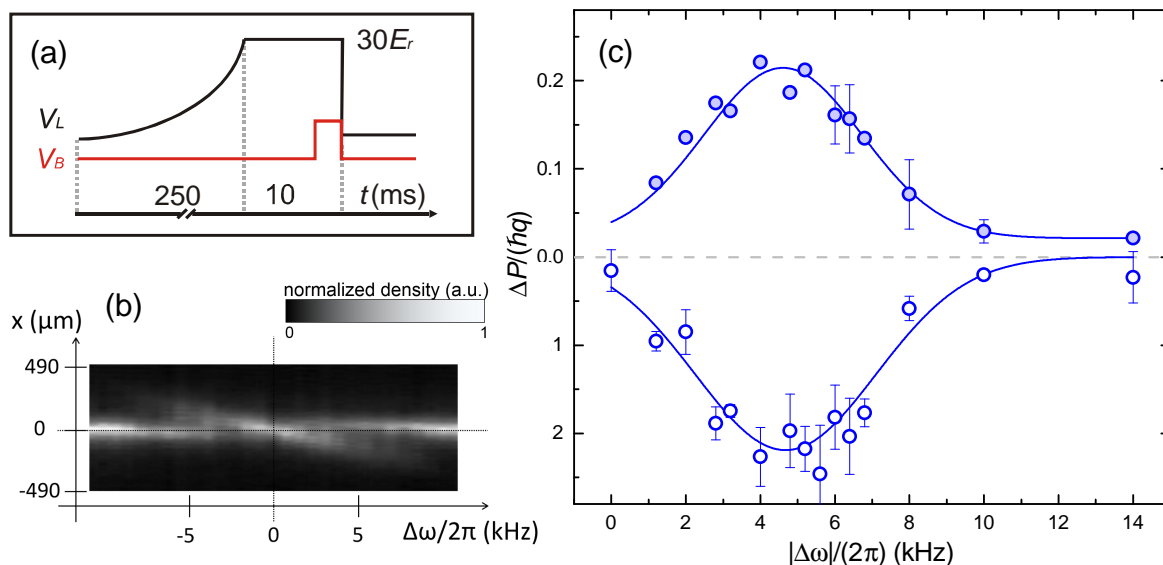 (a)
30Er
VL
VB
250
10
t(ms)
(b)
normalized density (a.u.)
0
1
x (μm)
490
0
-490
-5
0
5
Δω/2π (kHz)
(c)
ΔP/(ħq)
0.2
0.1
0.0
1
2
0
2
4
6
8
10
12
14
|Δω|/(2π) (kHz)